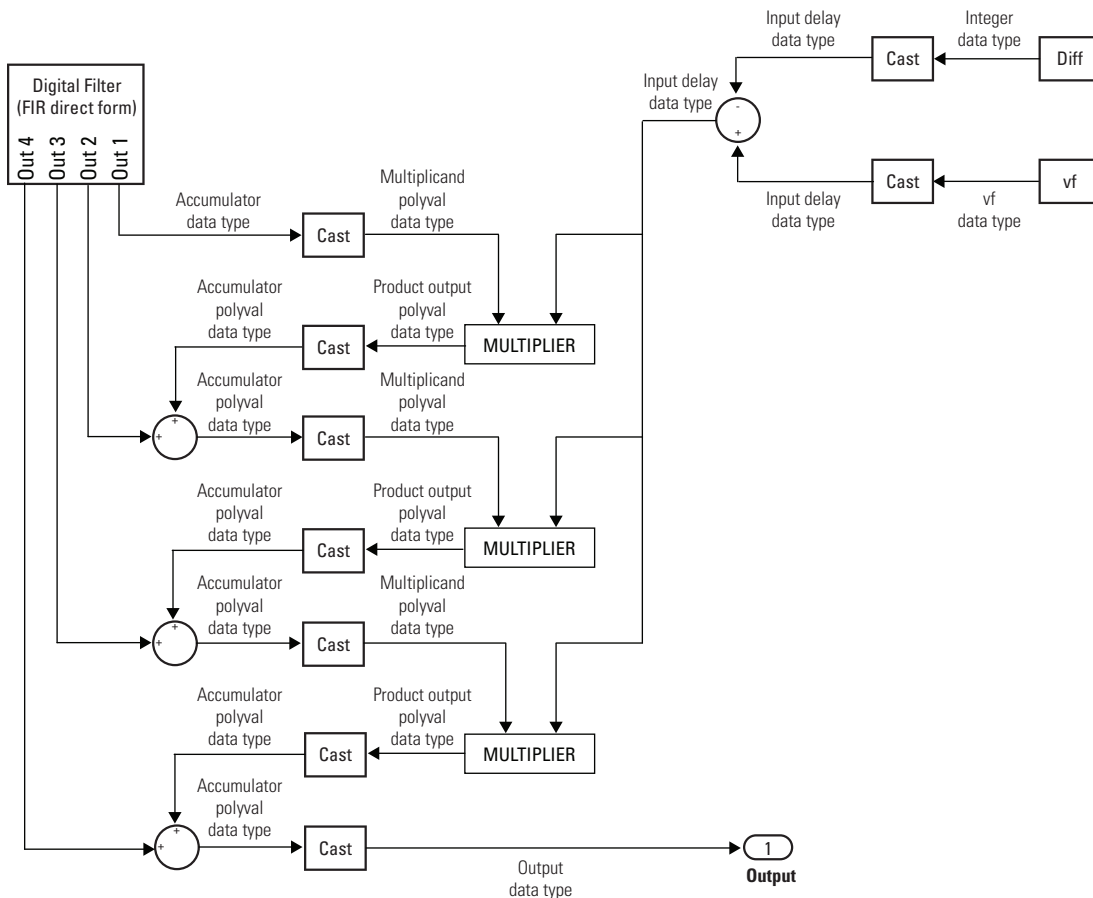 Input delay
data type
Cast
Integer
data type
Diff
Input delay
data type
-
+
Input delay
data type
Cast
vf
data type
vf
Digital Filter
(FIR direct form)
Out 4
Out 3
Out 2
Out 1
Accumulator
data type
Cast
Multiplicand
polyval
data type
Accumulator
polyval
data type
Cast
Product output
polyval
data type
MULTIPLIER
+
+
Accumulator
polyval
data type
Cast
Multiplicand
polyval
data type
Accumulator
polyval
data type
Cast
Product output
polyval
data type
MULTIPLIER
+
+
Accumulator
polyval
data type
Cast
Multiplicand
polyval
data type
Accumulator
polyval
data type
Cast
Product output
polyval
data type
MULTIPLIER
+
+
Accumulator
polyval
data type
Cast
Output
data type
1
Output